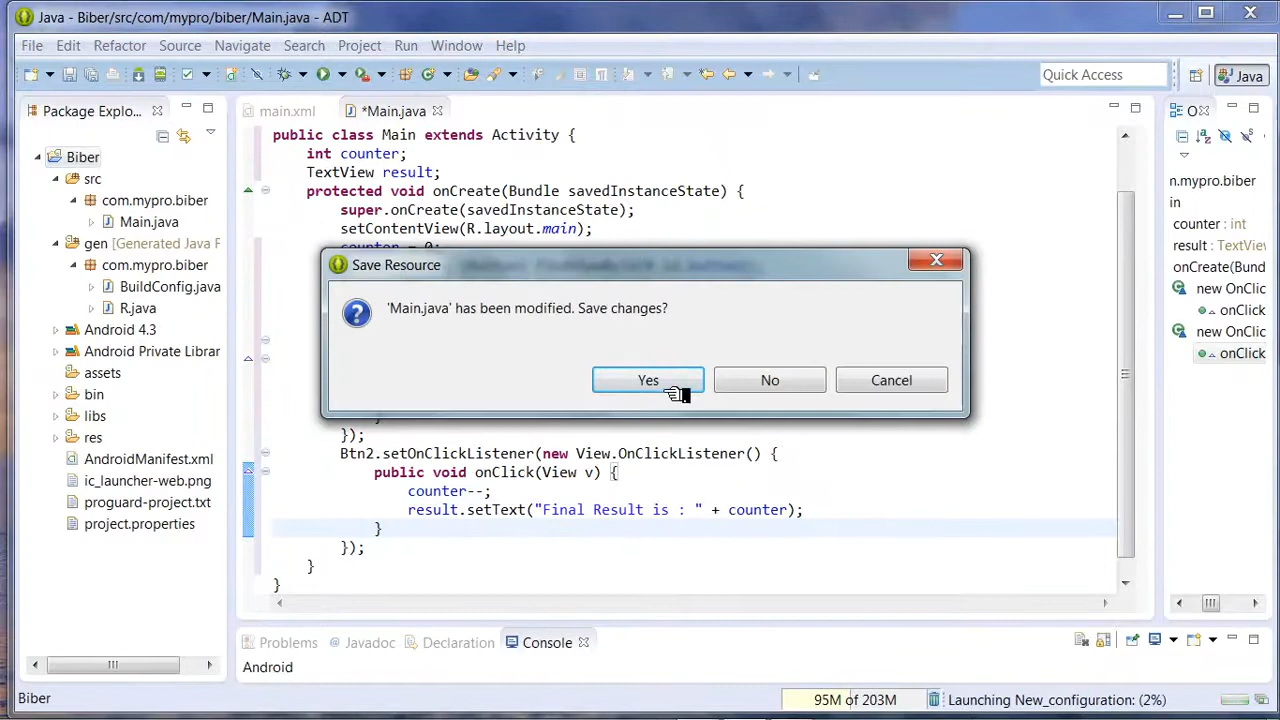 Java - Biber/src/com/mypro/biber/Main.java - ADT
File Edit Refactor Source Navigate Search Project Run Window Help
Quick Access
Java
Package Explo...
Biber
src
com.mypro.biber
Main.java
gen [Generated Java F
com.mypro.biber
BuildConfig.java
R.java
Android 4.3
Android Private Librar
assets
bin
libs
res
AndroidManifest.xml
ic_launcher-web.png
proguard-project.txt
project.properties
main.xml
*Main.java
public class Main extends Activity {
int counter;
TextView result;
protected void onCreate(Bundle savedInstanceState) {
super.onCreate(savedInstanceState);
setContentView(R.layout.main);
counter = 0;
Save Resource
'Main.java' has been modified. Save changes?
Yes
No
Cancel
}
});
Btn2.setOnClickListener(new View.OnClickListener() {
public void onClick(View v) {
counter--;
result.setText("Final Result is : " + counter);
}
});
}
}
O
n.mypro.biber
in
counter : int
result : TextView
onCreate(Bund
new OnClic
onClick
new OnClic
onClick
Problems
@ Javadoc
Declaration
Console
Android
Biber
95M of 203M
Launching New_configuration: (2%)